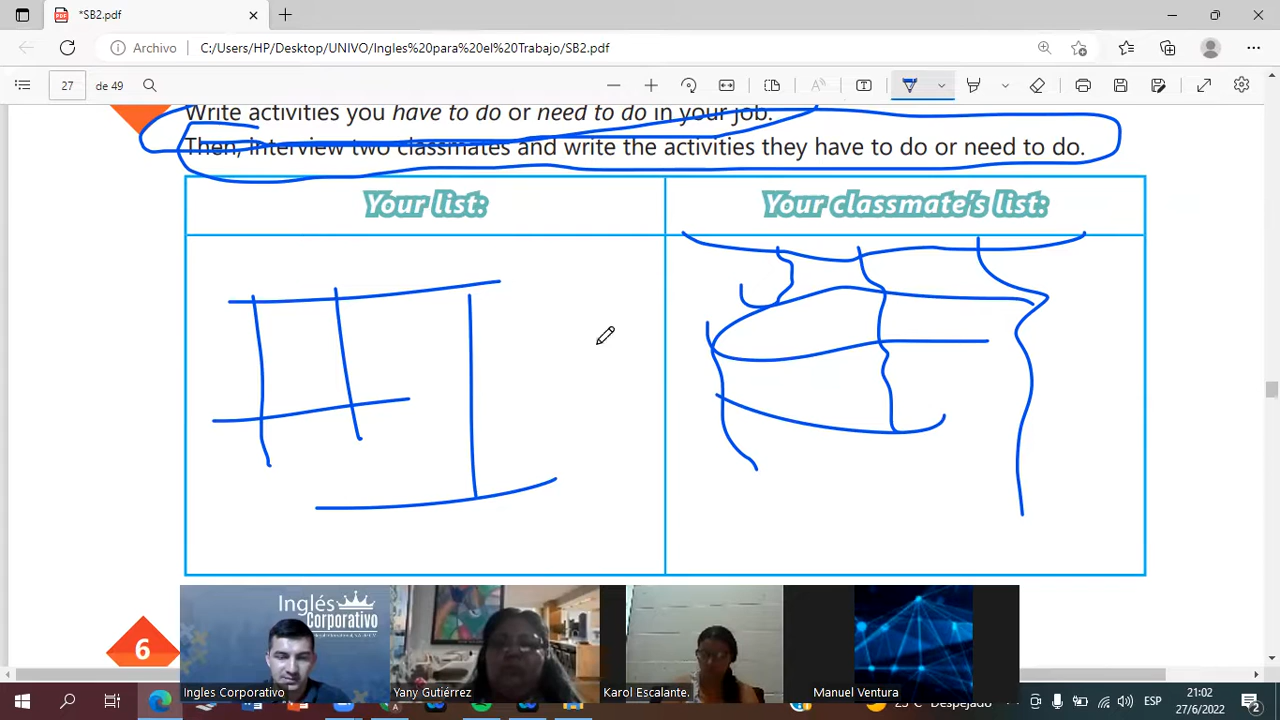 *SB2.pdf
Archivo
C:/Users/HP/Desktop/UNIVO/Ingles%20para%20el%20Trabajo/SB2.pdf
27 de 49
Write activities you have to do or need to do in your job.
Then, interview two classmates and write the activities they have to do or need to do.
Your list: Your classmate's list:
6
Inglés
Corporativo
Ingles Corporativo Yany Gutiérrez Karol Escalante. Manuel Ventura
Despejado
ESP
21:02
27/6/2022
2